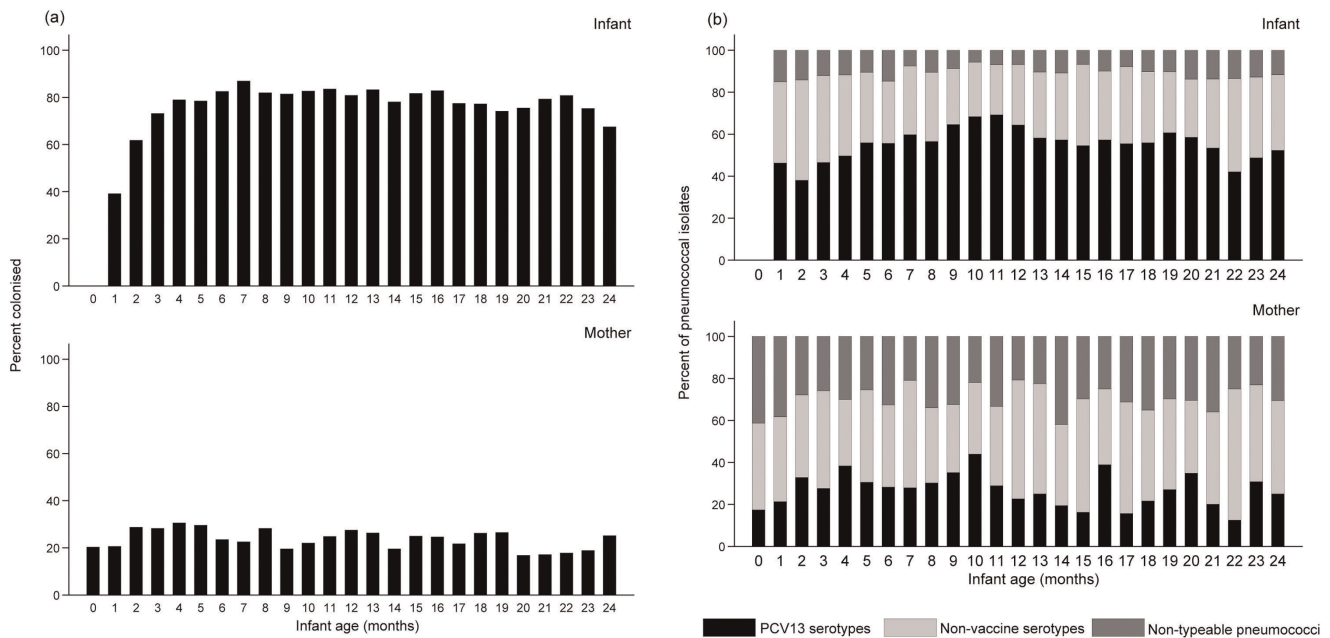 (a)
Infant
100
80
60
40
20
0
0 1 2 3 4 5 6 7 8 9 10 11 12 13 14 15 16 17 18 19 20 21 22 23 24
Mother
100
80
60
40
20
0
0 1 2 3 4 5 6 7 8 9 10 11 12 13 14 15 16 17 18 19 20 21 22 23 24
Infant age (months)
Percent colonised
(b)
Infant
100
80
60
40
20
0
0 1 2 3 4 5 6 7 8 9 10 11 12 13 14 15 16 17 18 19 20 21 22 23 24
Mother
100
80
60
40
20
0
0 1 2 3 4 5 6 7 8 9 10 11 12 13 14 15 16 17 18 19 20 21 22 23 24
Infant age (months)
Percent of pneumococcal isolates
PCV13 serotypes Non-vaccine serotypes Non-typeable pneumococci